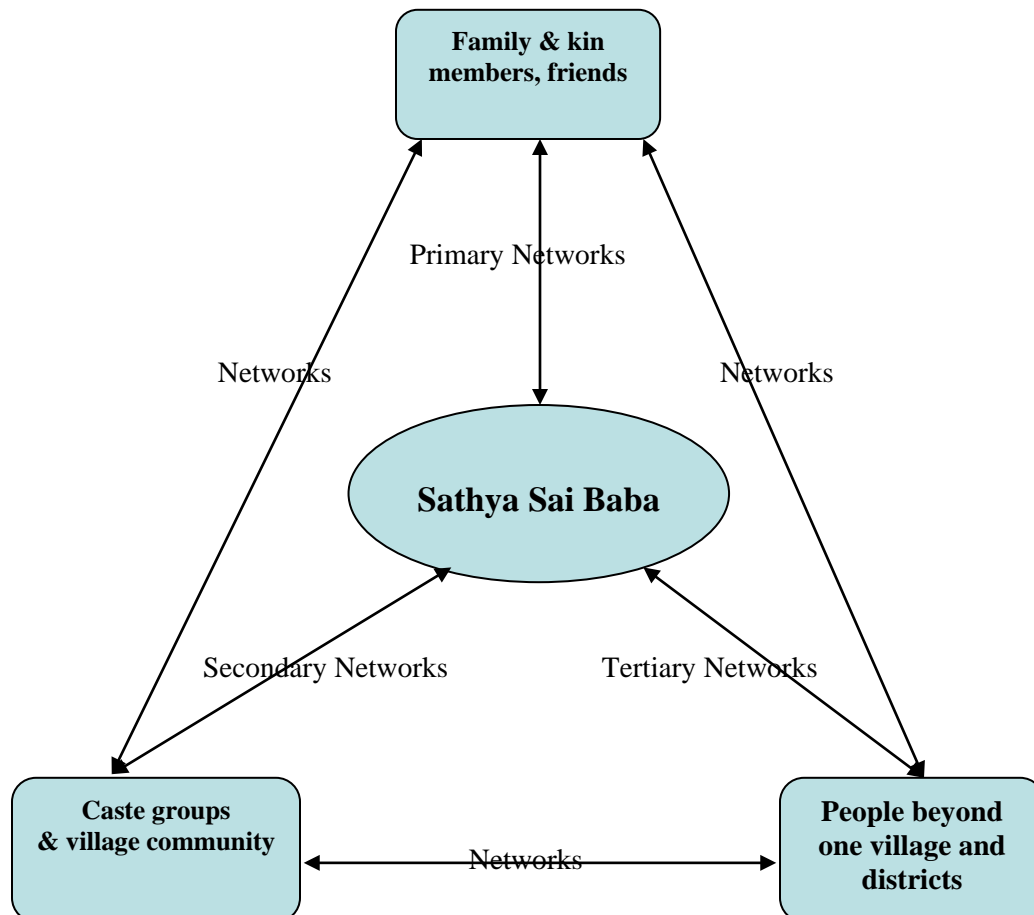 Family & kin
members, friends
Primary Networks
Networks
Networks
Sathya Sai Baba
Secondary Networks
Tertiary Networks
Caste groups
& village community
People beyond
one village and
districts
Networks